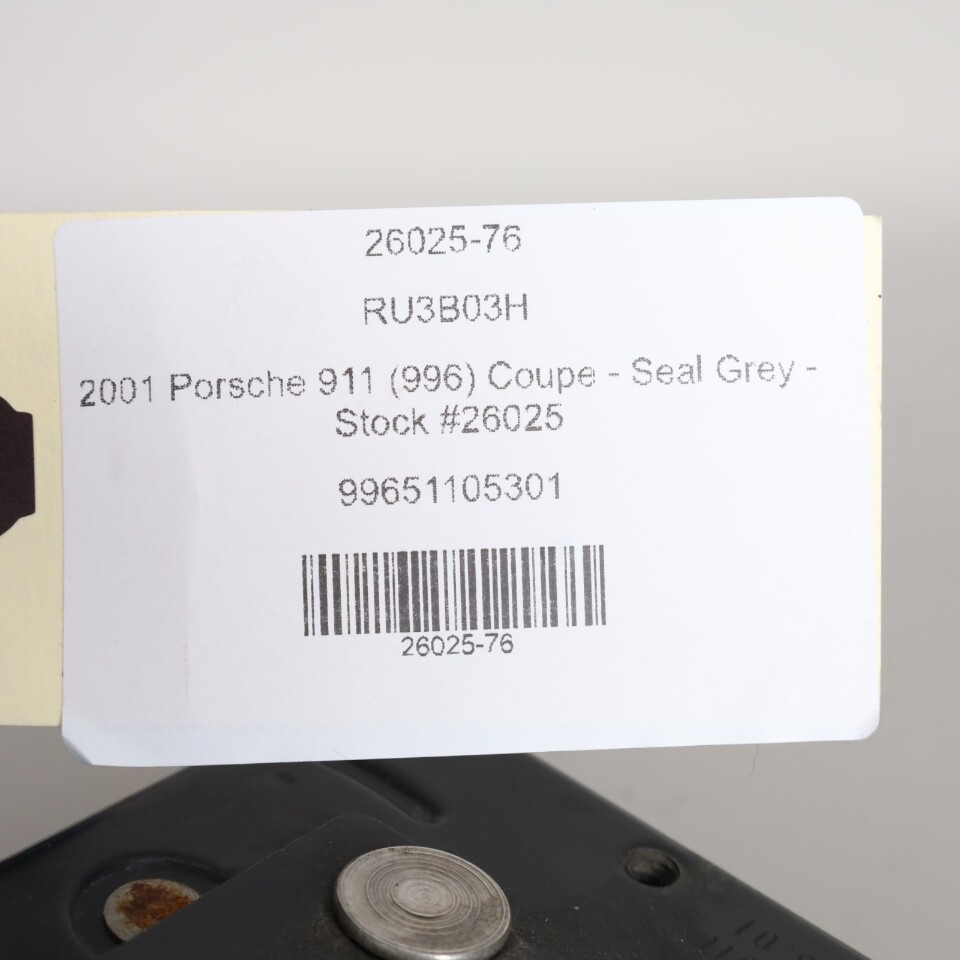 26025-76
RU3B03H
2001 Porsche 911 (996) Coupe - Seal Grey -
Stock #26025
99651105301
26025-76